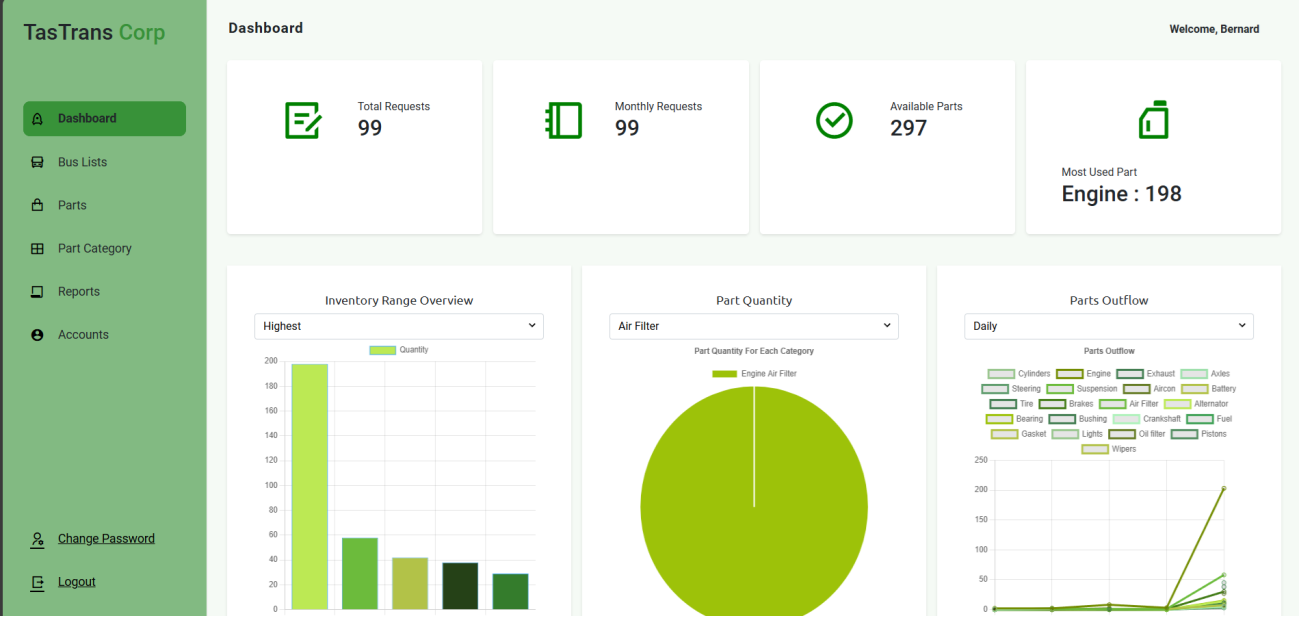 TasTrans Corp
Dashboard
Welcome, Bernard
Dashboard
Bus Lists
Parts
Part Category
Reports
Accounts
Change Password
Logout
Total Requests
99
Monthly Requests
99
Available Parts
297
Most Used Part
Engine : 198
Inventory Range Overview
Highest
Quantity
200
180
160
140
120
100
80
60
40
20
0
Part Quantity
Air Filter
Part Quantity For Each Category
Engine Air Filter
Parts Outflow
Daily
Parts Outflow
Cylinders Engine Exhaust Axles
Steering Suspension Aircon Battery
Tire Brakes Air Filter Alternator
Bearing Bushing Crankshaft Fuel
Gasket Lights Oil filter Pistons
Wipers
250
200
150
100
50
0